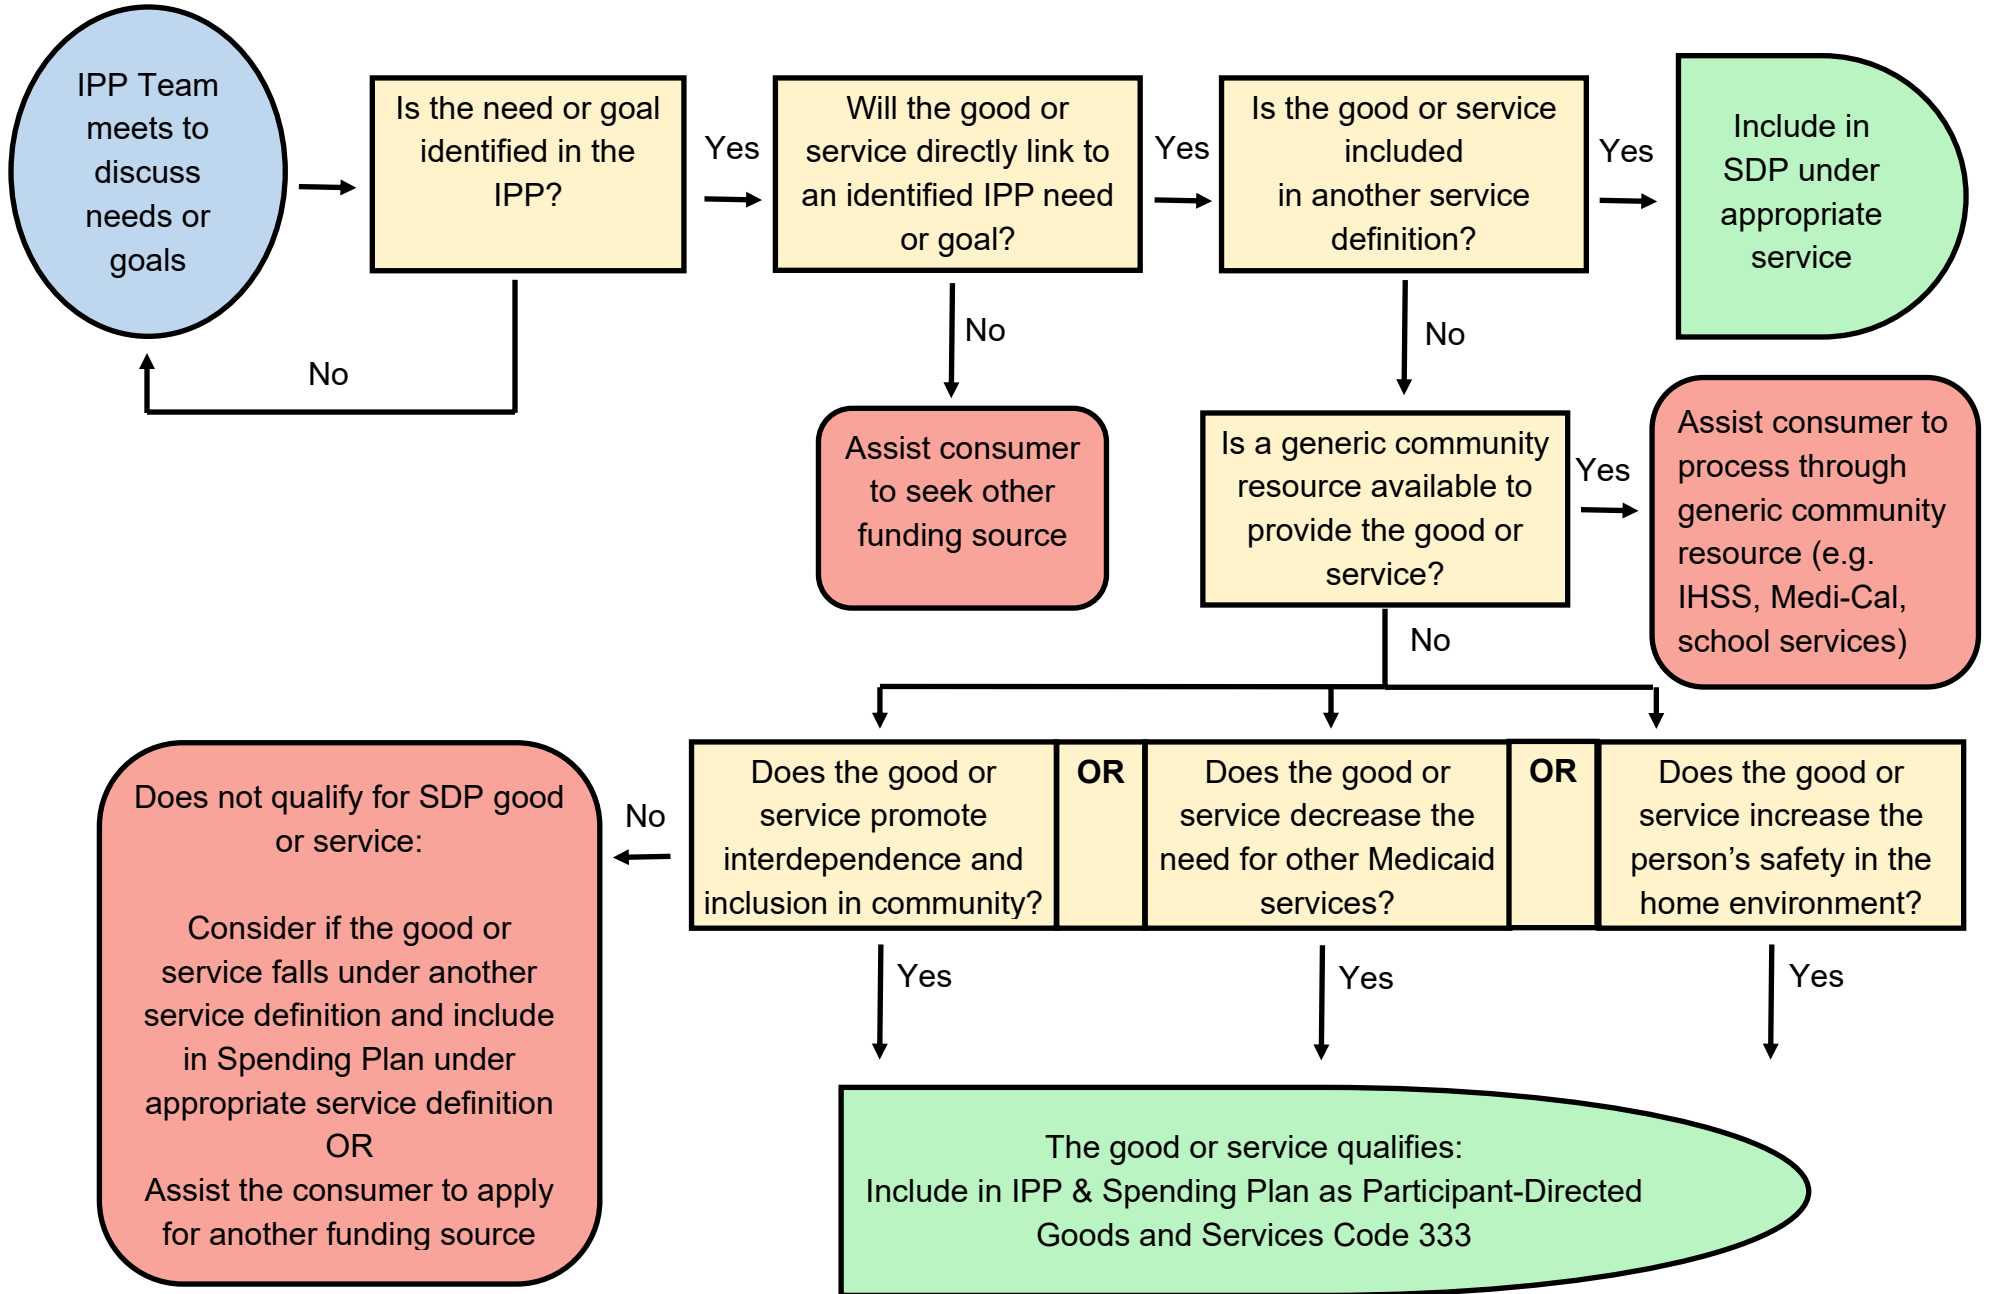 IPP Team
meets to
discuss
needs or
goals
Is the need or goal
identified in the
IPP?
Yes
No
Will the good or
service directly link to
an identified IPP need
or goal?
Yes
No
Is the good or service
included
in another service
definition?
Yes
No
Include in
SDP under
appropriate
service
Assist consumer
to seek other
funding source
Is a generic community
resource available to
provide the good or
service?
Yes
No
Assist consumer to
process through
generic community
resource (e.g.
IHSS, Medi-Cal,
school services)
Does the good or
service promote
interdependence and
inclusion in community?
OR
Does the good or
service decrease the
need for other Medicaid
services?
OR
Does the good or
service increase the
person’s safety in the
home environment?
No
Does not qualify for SDP good
or service:
Consider if the good or
service falls under another
service definition and include
in Spending Plan under
appropriate service definition
OR
Assist the consumer to apply
for another funding source
Yes
Yes
Yes
The good or service qualifies:
Include in IPP & Spending Plan as Participant-Directed
Goods and Services Code 333